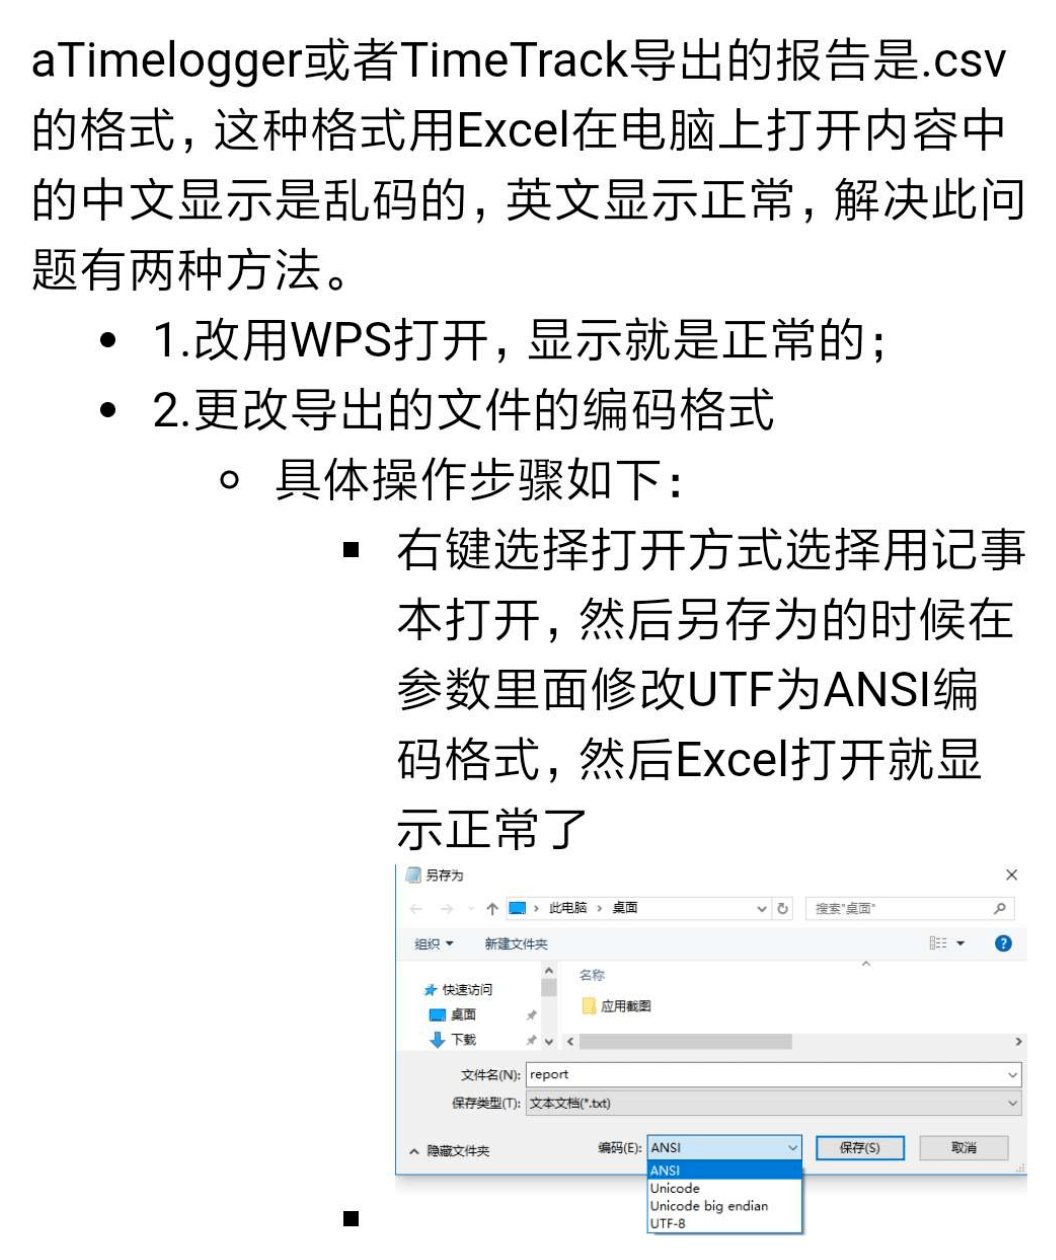 aTimelogger或者TimeTrack导出的报告是.csv
的格式，这种格式用Excel在电脑上打开内容中
的中文显示是乱码的，英文显示正常，解决此问
题有两种方法。
1.改用WPS打开，显示就是正常的；
2.更改导出的文件的编码格式
具体操作步骤如下：
右键选择打开方式选择用记事
本打开，然后另存为的时候在
参数里面修改UTF为ANSI编
码格式，然后Excel打开就显
示正常了
另存为
此电脑 › 桌面 搜索"桌面"
组织 新建文件夹
名称
快速访问
应用截图
桌面
下载
文件名(N): report
保存类型(T): 文本文档(*.txt)
隐藏文件夹 编码(E): ANSI 保存(S) 取消
ANSI
Unicode
Unicode big endian
UTF-8